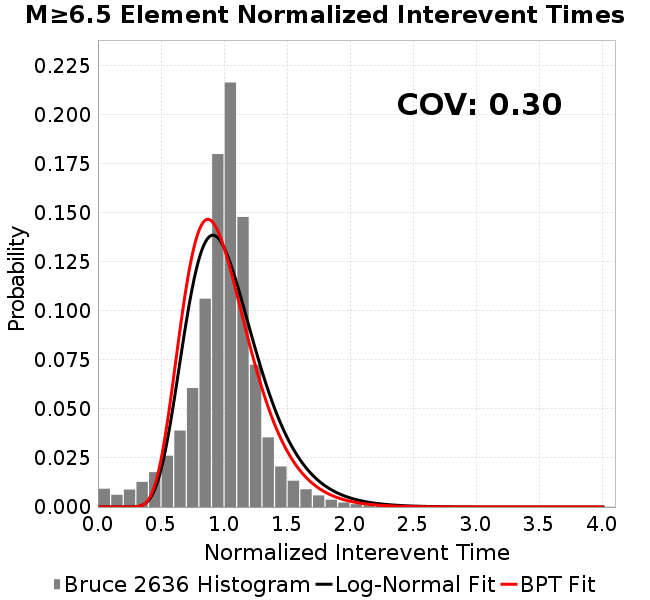 M≥6.5 Element Normalized Interevent Times
COV: 0.30
Probability
0.225
0.200
0.175
0.150
0.125
0.100
0.075
0.050
0.025
0.000
0.0 0.5 1.0 1.5 2.0 2.5 3.0 3.5 4.0
Normalized Interevent Time
Bruce 2636 Histogram Log-Normal Fit BPT Fit